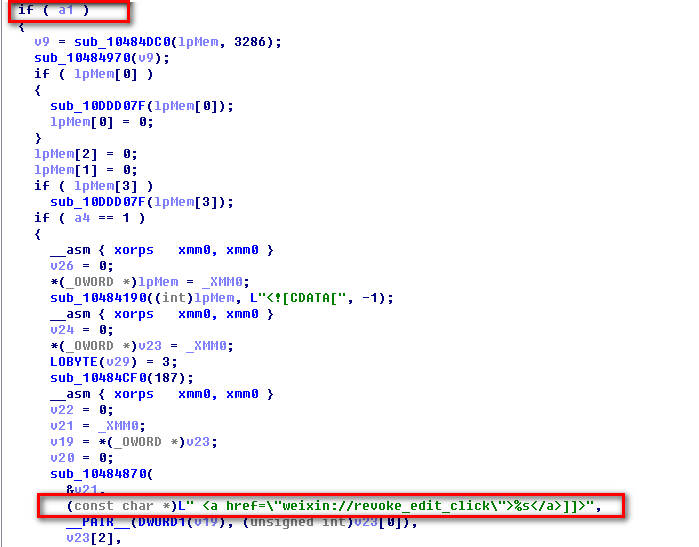 if ( a1 )
{
v9 = sub_10484DC0(lpMem, 3286);
sub_10484970(v9);
if ( lpMem[0] )
{
sub_10DDD07F(lpMem[0]);
lpMem[0] = 0;
}
lpMem[2] = 0;
lpMem[1] = 0;
if ( lpMem[3] )
sub_10DDD07F(lpMem[3]);
if ( a4 == 1 )
{
__asm { xorps   xmm0, xmm0 }
v26 = 0;
*(_OWORD *)lpMem = _XMM0;
sub_10484190((int)lpMem, L"<![CDATA[", -1);
__asm { xorps   xmm0, xmm0 }
v24 = 0;
*(_OWORD *)v23 = _XMM0;
LOBYTE(v29) = 3;
sub_10484CF0(187);
__asm { xorps   xmm0, xmm0 }
v22 = 0;
v21 = _XMM0;
v19 = *(_OWORD *)v23;
v20 = 0;
sub_10484870(
&v21,
(const char *)L" <a href=\"weixin://revoke_edit_click\">%s</a>]]>",
__PAIR__(DWORD1(v19), (unsigned int)v23[0]),
v23[2],